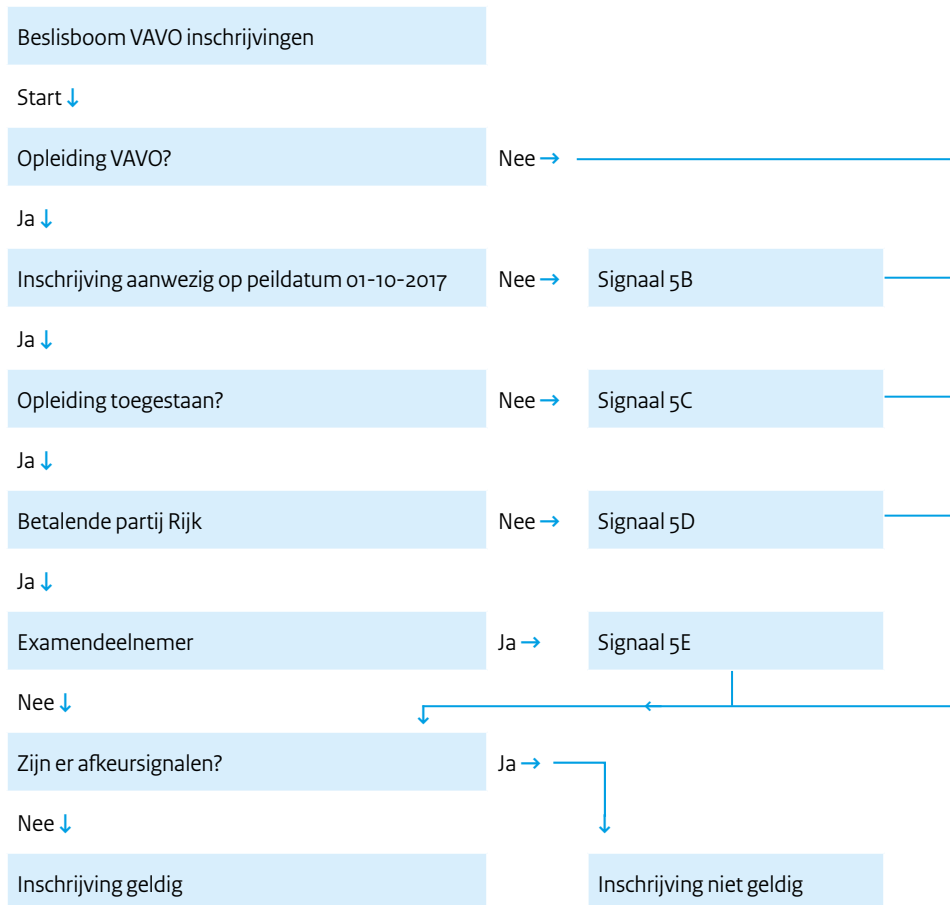 Beslisboom VAVO inschrijvingen
Start ↓
Opleiding VAVO?
Nee →
Ja ↓
Inschrijving aanwezig op peildatum 01-10-2017
Nee →
Signaal 5B
Ja ↓
Opleiding toegestaan?
Nee →
Signaal 5C
Ja ↓
Betalende partij Rijk
Nee →
Signaal 5D
Ja ↓
Examendeelnemer
Ja →
Signaal 5E
Nee ↓
Zijn er afkeursignalen?
Ja →
Nee ↓
Inschrijving geldig
Inschrijving niet geldig